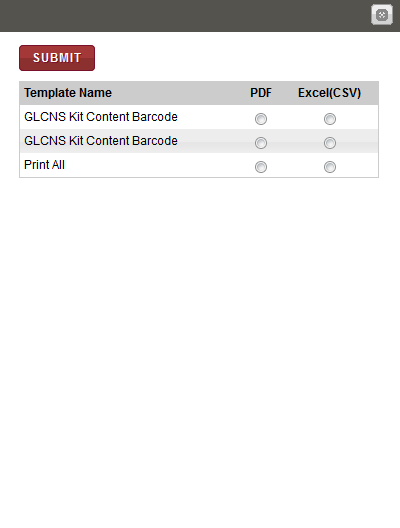 SUBMIT
Template Name PDF Excel(CSV)
GLCNS Kit Content Barcode
GLCNS Kit Content Barcode
Print All